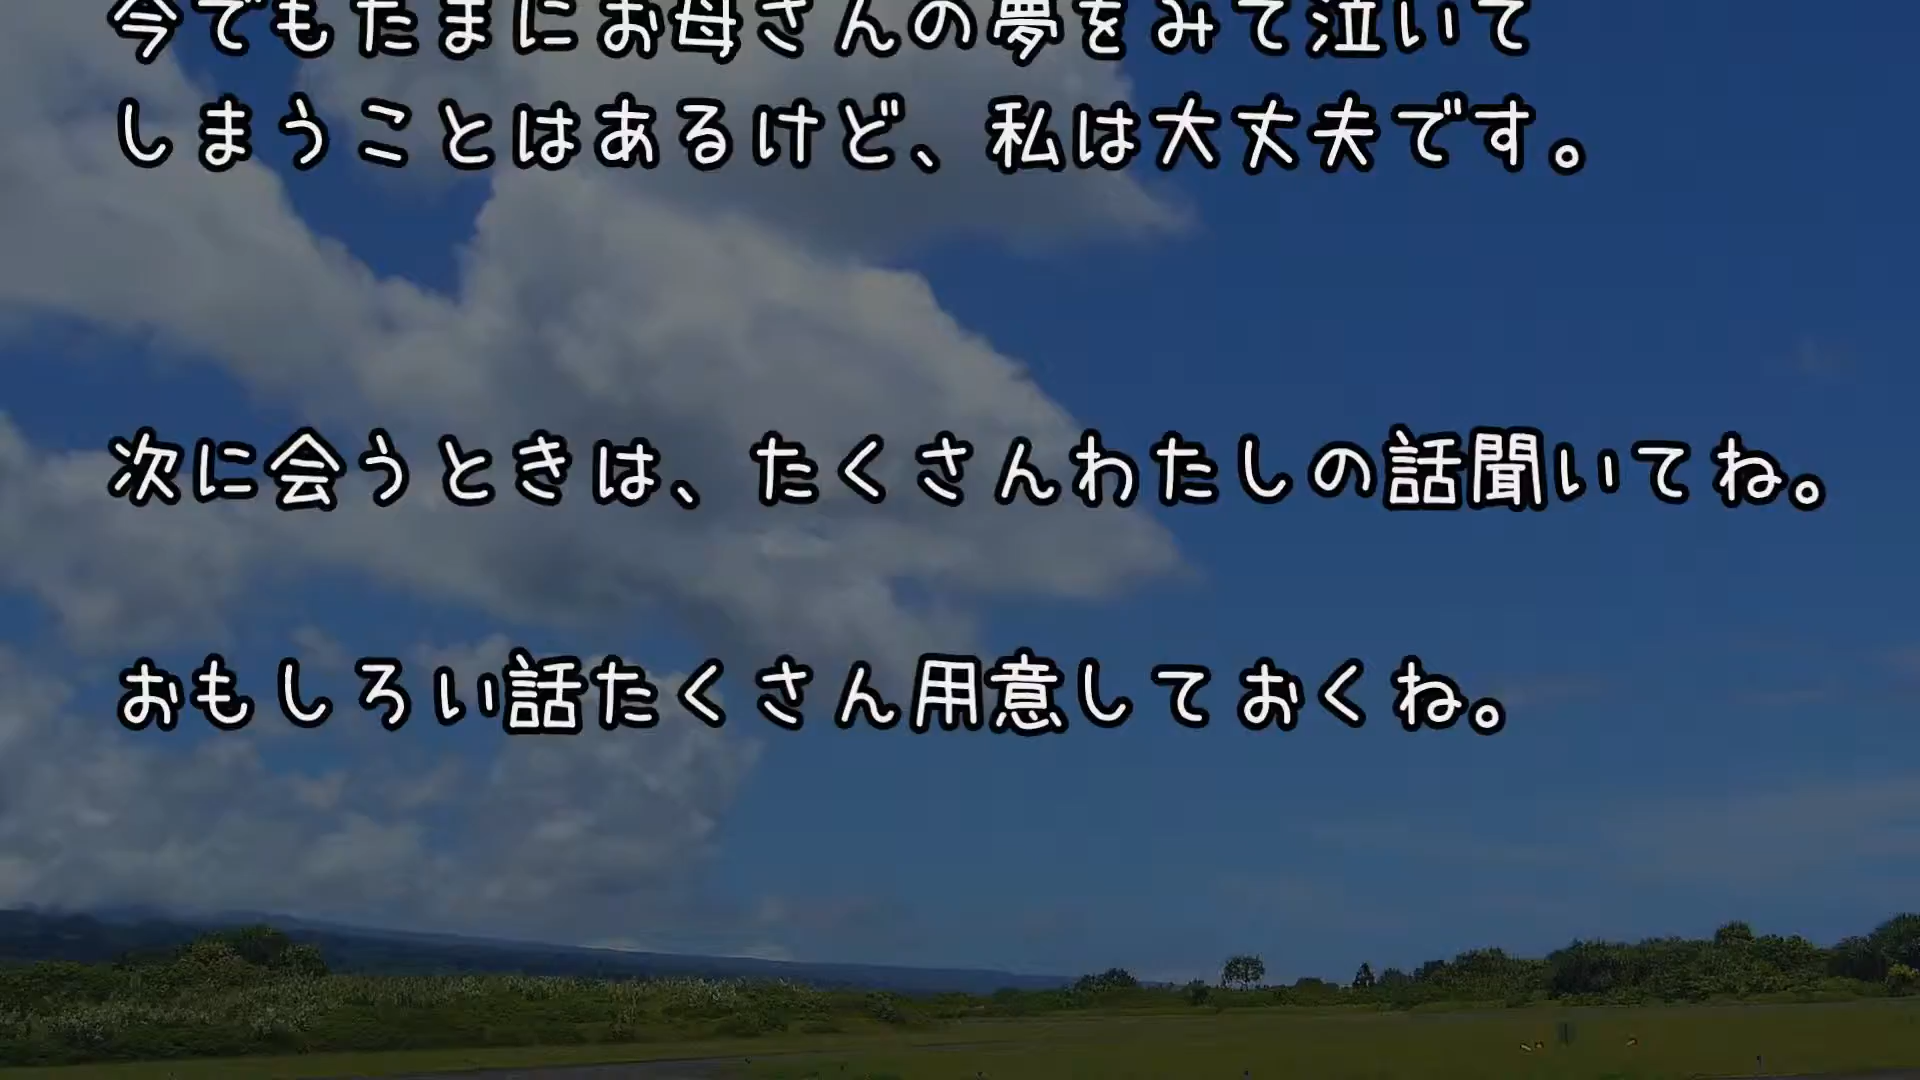 今でもたまにお母さんの夢をみて泣いて
しまうことはあるけど、私は大丈夫です。
次に会うときは、たくさんわたしの話聞いてね。
おもしろい話たくさん用意しておくね。